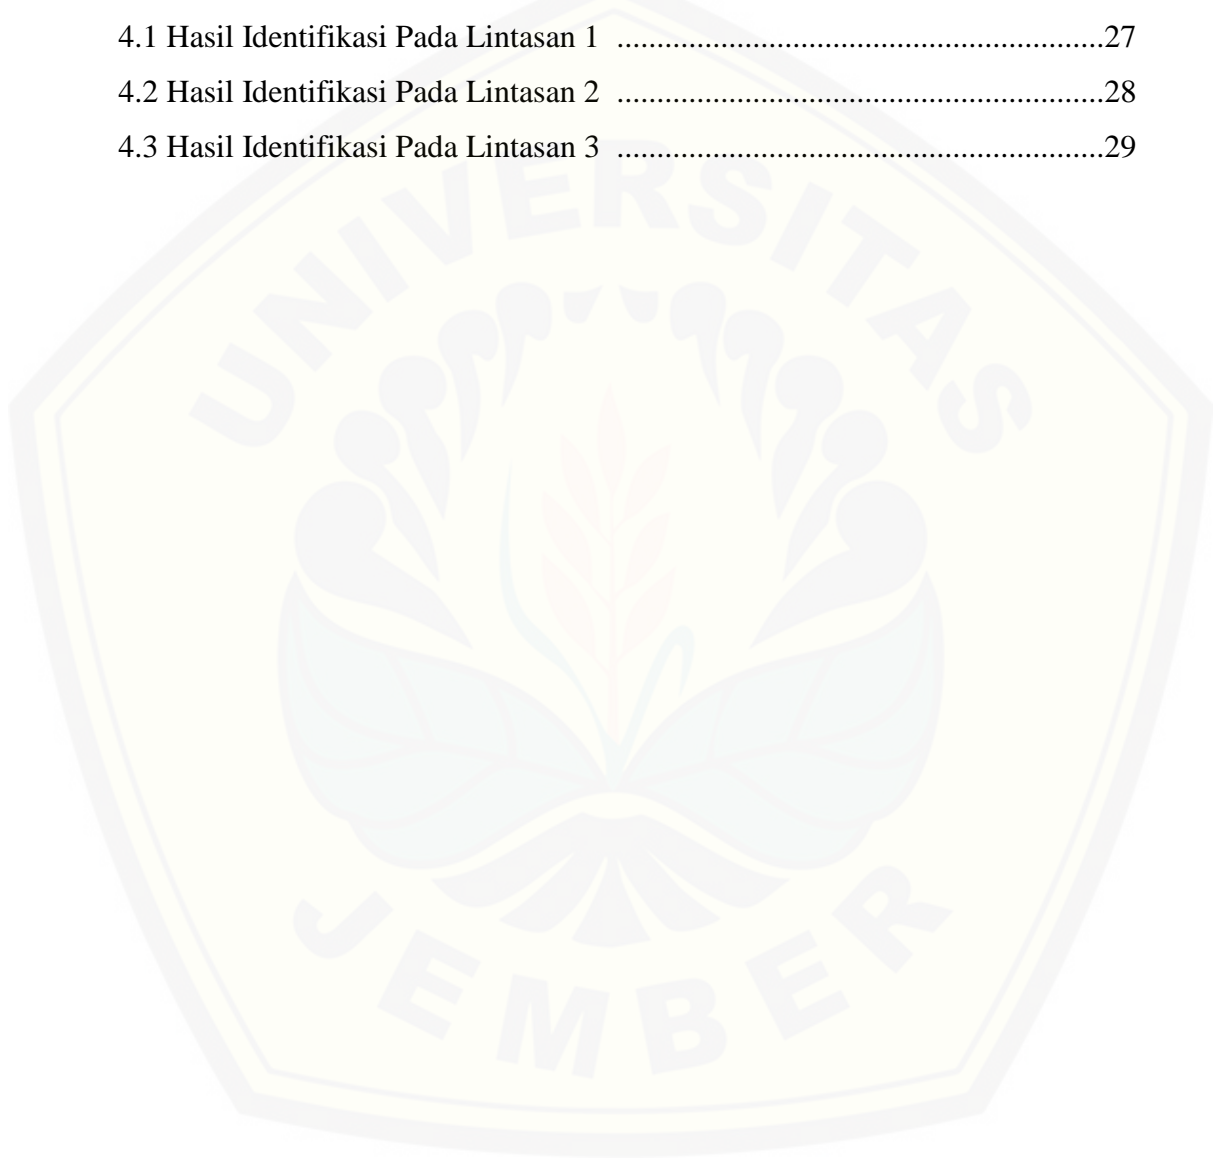 4.1 Hasil Identifikasi Pada Lintasan 1 ............................................................27
4.2 Hasil Identifikasi Pada Lintasan 2 ............................................................28
4.3 Hasil Identifikasi Pada Lintasan 3 ............................................................29
UNIVERSITAS
JEMBER